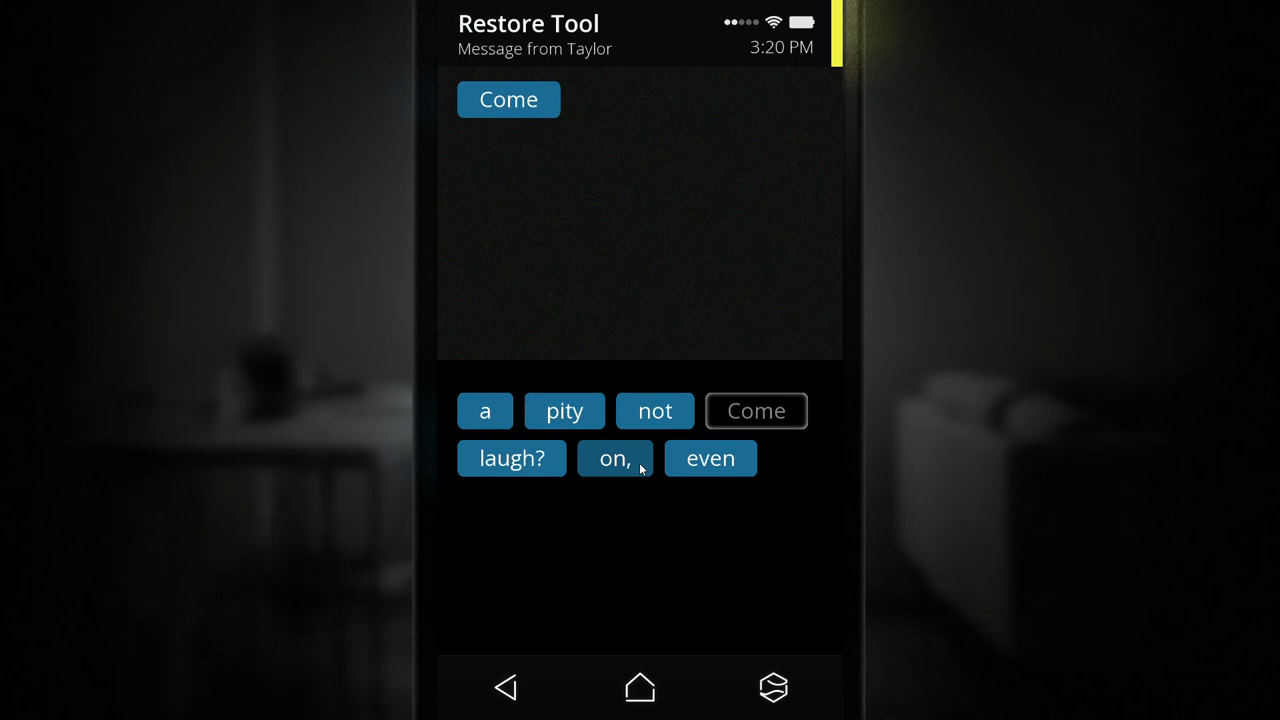 Restore Tool
Message from Taylor
3:20 PM
Come
a pity not Come
laugh? on, even